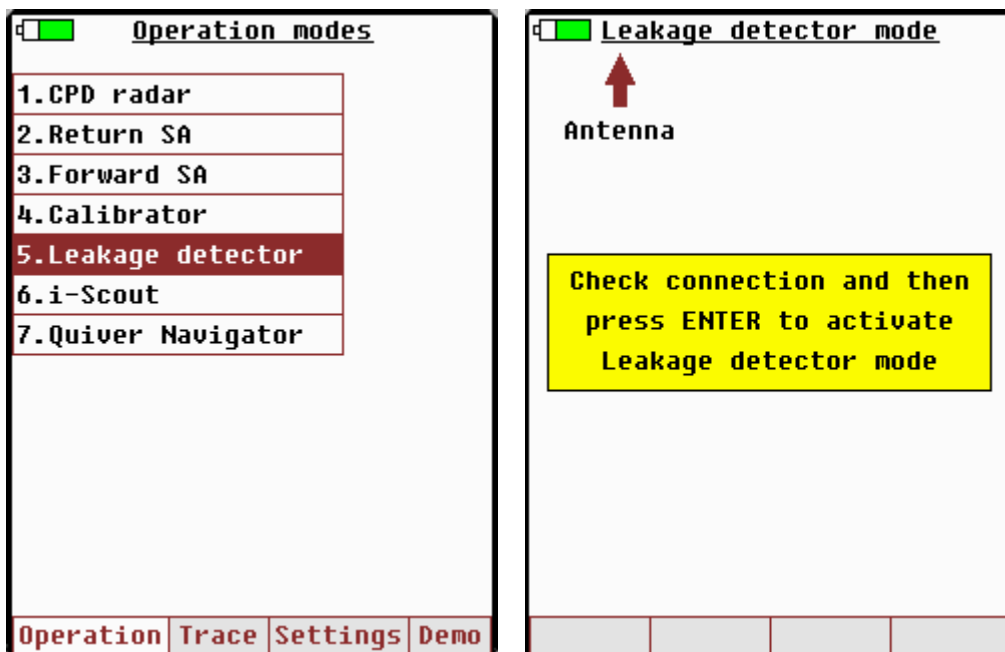 Operation modes
1.CPD radar
2.Return SA
3.Forward SA
4.Calibrator
5.Leakage detector
6.i-Scout
7.Quiver Navigator
Operation Trace Settings Demo
Leakage detector mode
Antenna
Check connection and then
press ENTER to activate
Leakage detector mode